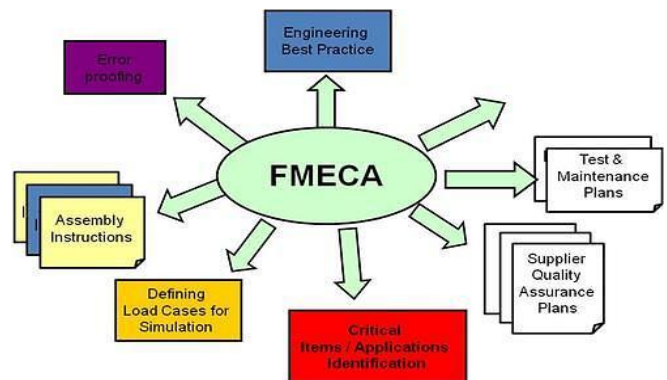 Engineering
Best Practice
Error
proofing
FMECA
Test &
Maintenance
Plans
Assembly
Instructions
Supplier
Quality
Assurance
Plans
Defining
Load Cases for
Simulation
Critical
Items / Applications
Identification